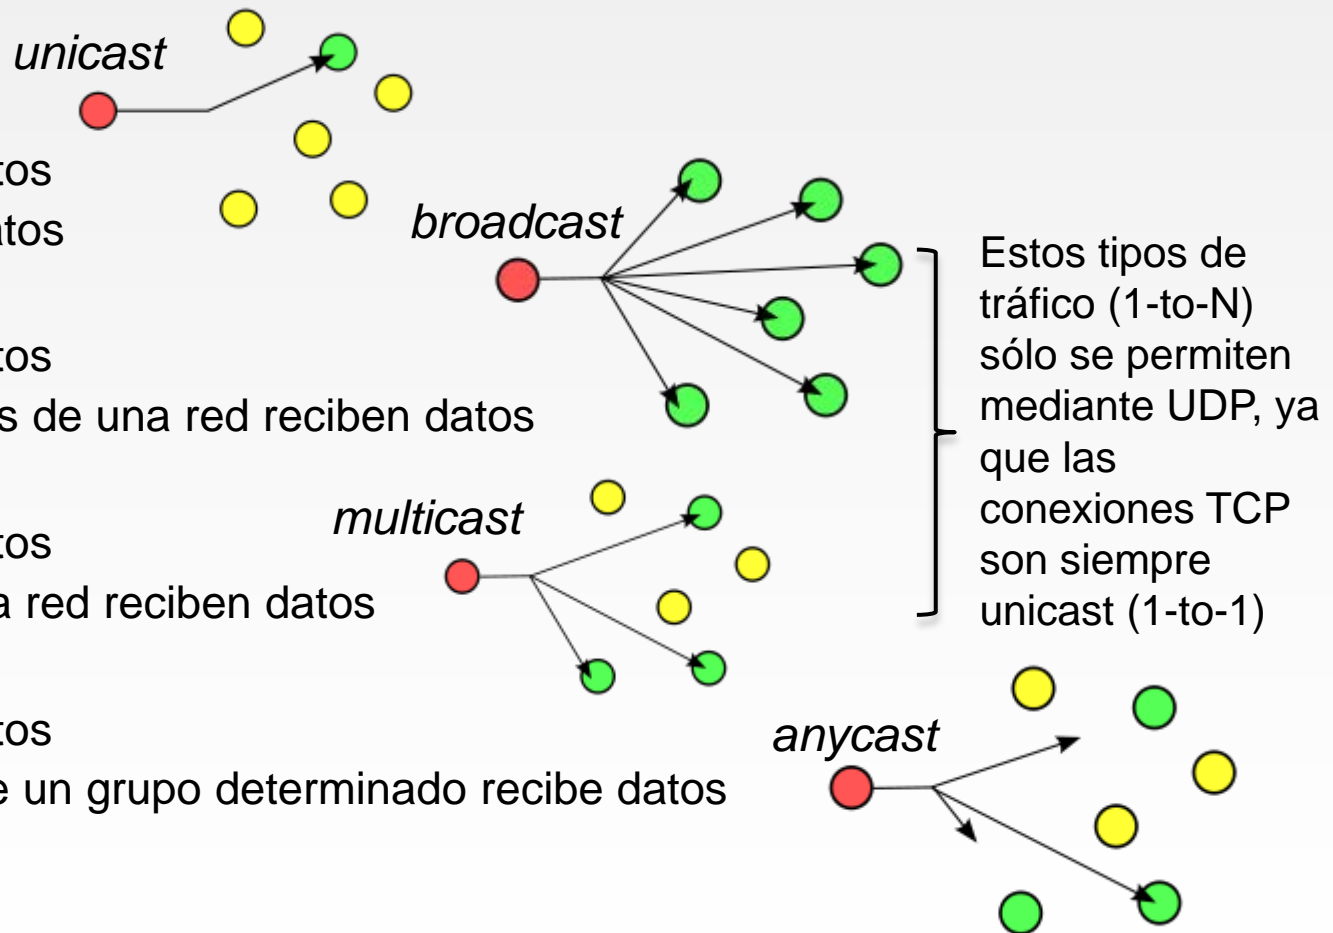 unicast
tos
atos
broadcast
tos
s de una red reciben datos
Estos tipos de
tráfico (1-to-N)
sólo se permiten
mediante UDP, ya
que las
conexiones TCP
son siempre
unicast (1-to-1)
multicast
tos
a red reciben datos
tos
anycast
e un grupo determinado recibe datos